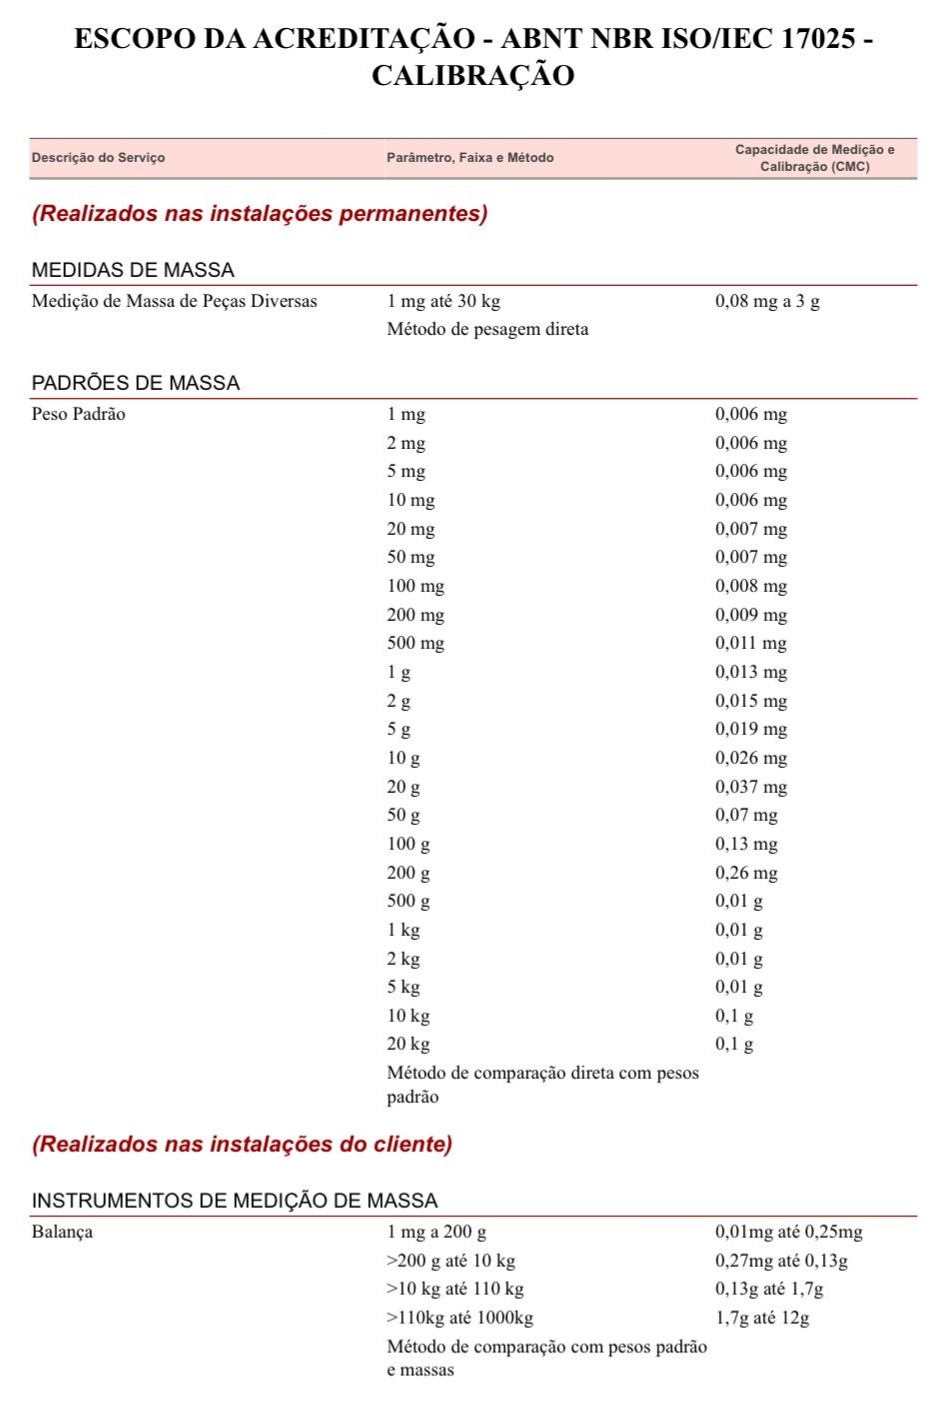 ESCOPO DA ACREDITAÇÃO - ABNT NBR ISO/IEC 17025 -
CALIBRAÇÃO
Descrição do Serviço Parâmetro, Faixa e Método Capacidade de Medição e
Calibração (CMC)
(Realizados nas instalações permanentes)
MEDIDAS DE MASSA
Medição de Massa de Peças Diversas 1 mg até 30 kg 0,08 mg a 3 g
Método de pesagem direta
PADRÕES DE MASSA
Peso Padrão 1 mg 0,006 mg
2 mg 0,006 mg
5 mg 0,006 mg
10 mg 0,006 mg
20 mg 0,007 mg
50 mg 0,007 mg
100 mg 0,008 mg
200 mg 0,009 mg
500 mg 0,011 mg
1 g 0,013 mg
2 g 0,015 mg
5 g 0,019 mg
10 g 0,026 mg
20 g 0,037 mg
50 g 0,07 mg
100 g 0,13 mg
200 g 0,26 mg
500 g 0,01 g
1 kg 0,01 g
2 kg 0,01 g
5 kg 0,01 g
10 kg 0,1 g
20 kg 0,1 g
Método de comparação direta com pesos
padrão
(Realizados nas instalações do cliente)
INSTRUMENTOS DE MEDIÇÃO DE MASSA
Balança 1 mg a 200 g 0,01mg até 0,25mg
>200 g até 10 kg 0,27mg até 0,13g
>10 kg até 110 kg 0,13g até 1,7g
>110kg até 1000kg 1,7g até 12g
Método de comparação com pesos padrão
e massas